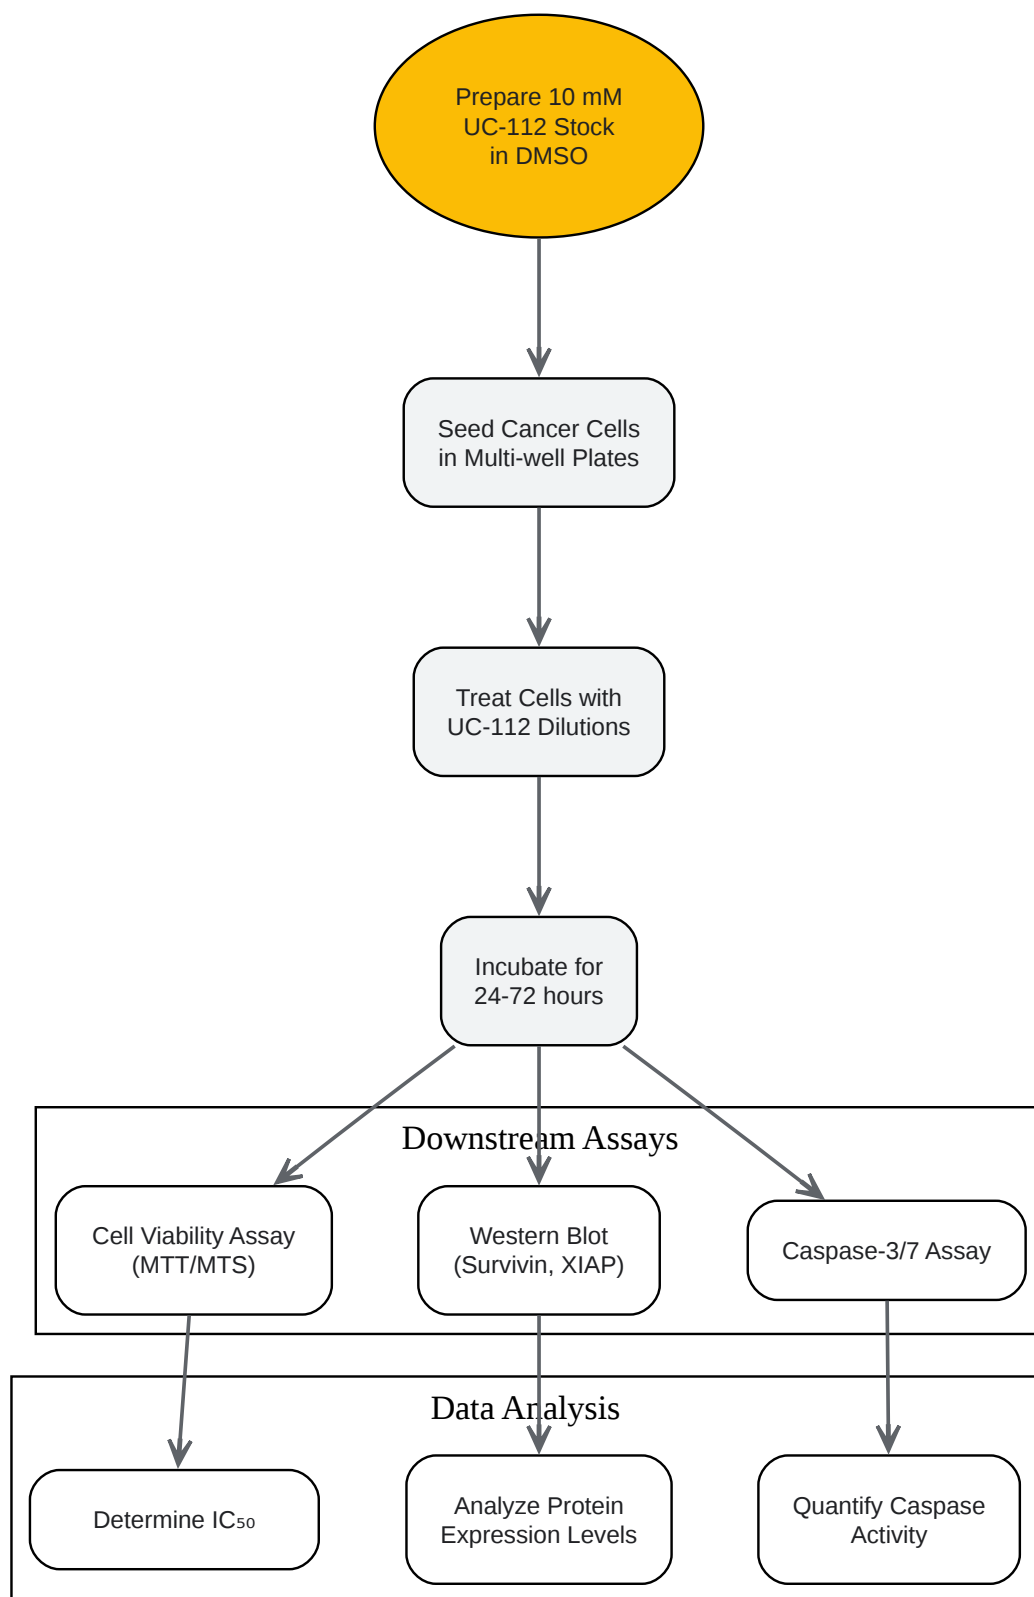 Prepare 10 mM
UC-112 Stock
in DMSO
Seed Cancer Cells
in Multi-well Plates
Treat Cells with
UC-112 Dilutions
Incubate for
24-72 hours
Downstream Assays
Cell Viability Assay
(MTT/MTS)
Western Blot
(Survivin, XIAP)
Caspase-3/7 Assay
Data Analysis
Determine IC₅₀
Analyze Protein
Expression Levels
Quantify Caspase
Activity